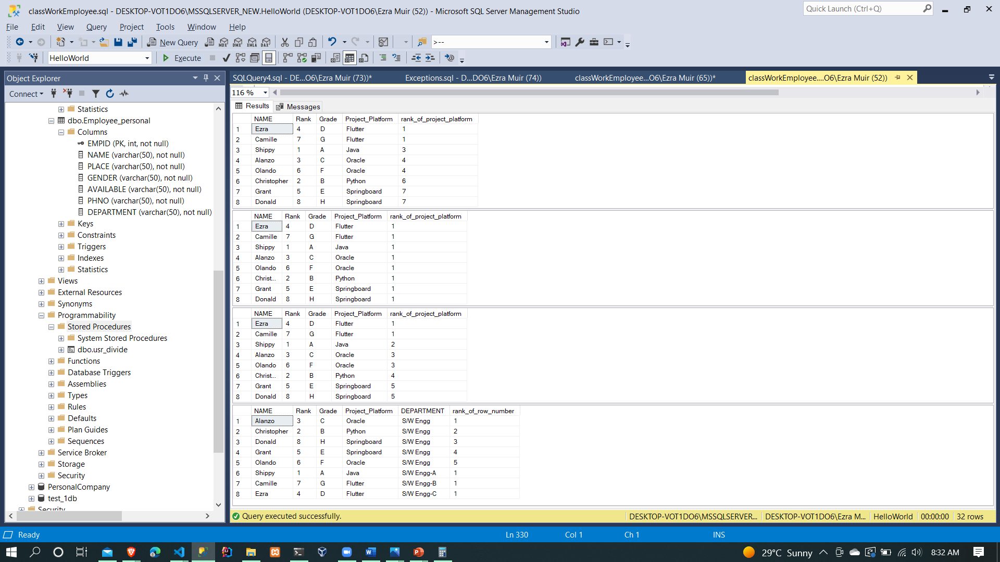 classWorkEmployee.sql - DESKTOP-VOT1DO6\MSSQLSERVER_NEW.HelloWorld (DESKTOP-VOT1DO6\Ezra Muir (52)) - Microsoft SQL Server Management Studio
Quick Launch (Ctrl+Q)
File Edit View Query Project Tools Window Help
New Query MDX DMX XMLA DAX >--
HelloWorld Execute
Object Explorer
Connect
Statistics
dbo.Employee_personal
Columns
EMPID (PK, int, not null)
NAME (varchar(50), not null)
PLACE (varchar(50), not null)
GENDER (varchar(50), not null)
AVAILABLE (varchar(50), not null)
PHNO (varchar(50), not null)
DEPARTMENT (varchar(50), not null)
Keys
Constraints
Triggers
Indexes
Statistics
Views
External Resources
Synonyms
Programmability
Stored Procedures
System Stored Procedures
dbo.usr_divide
Functions
Database Triggers
Assemblies
Types
Rules
Defaults
Plan Guides
Sequences
Service Broker
Storage
Security
PersonalCompany
test_1db
Security
SQLQuery4.sql - DE...O6\Ezra Muir (73))* Exceptions.sql - D...DO6\Ezra Muir (74)) classWorkEmployee...O6\Ezra Muir (65))* classWorkEmployee....O6\Ezra Muir (52))
116 %
Results Messages
NAME Rank Grade Project_Platform rank_of_project_platform
1 Ezra 4 D Flutter 1
2 Camille 7 G Flutter 1
3 Shippy 1 A Java 3
4 Alanzo 3 C Oracle 4
5 Olando 6 F Oracle 4
6 Christopher 2 B Python 6
7 Grant 5 E Springboard 7
8 Donald 8 H Springboard 7
NAME Rank Grade Project_Platform rank_of_project_platform
1 Ezra 4 D Flutter 1
2 Camille 7 G Flutter 1
3 Shippy 1 A Java 1
4 Alanzo 3 C Oracle 1
5 Olando 6 F Oracle 1
6 Christ... 2 B Python 1
7 Grant 5 E Springboard 1
8 Donald 8 H Springboard 1
NAME Rank Grade Project_Platform rank_of_project_platform
1 Ezra 4 D Flutter 1
2 Camille 7 G Flutter 1
3 Shippy 1 A Java 2
4 Alanzo 3 C Oracle 3
5 Olando 6 F Oracle 3
6 Christ... 2 B Python 4
7 Grant 5 E Springboard 5
8 Donald 8 H Springboard 5
NAME Rank Grade Project_Platform DEPARTMENT rank_of_row_number
1 Alanzo 3 C Oracle S/W Engg 1
2 Christopher 2 B Python S/W Engg 2
3 Donald 8 H Springboard S/W Engg 3
4 Grant 5 E Springboard S/W Engg 4
5 Olando 6 F Oracle S/W Engg 5
6 Shippy 1 A Java S/W Engg-A 1
7 Camille 7 G Flutter S/W Engg-B 1
8 Ezra 4 D Flutter S/W Engg-C 1
Query executed successfully. DESKTOP-VOT1DO6\MSSQLSERVER... DESKTOP-VOT1DO6\Ezra M... HelloWorld 00:00:00 32 rows
Ready Ln 330 Col 1 Ch 1 INS
29°C Sunny 8:32 AM